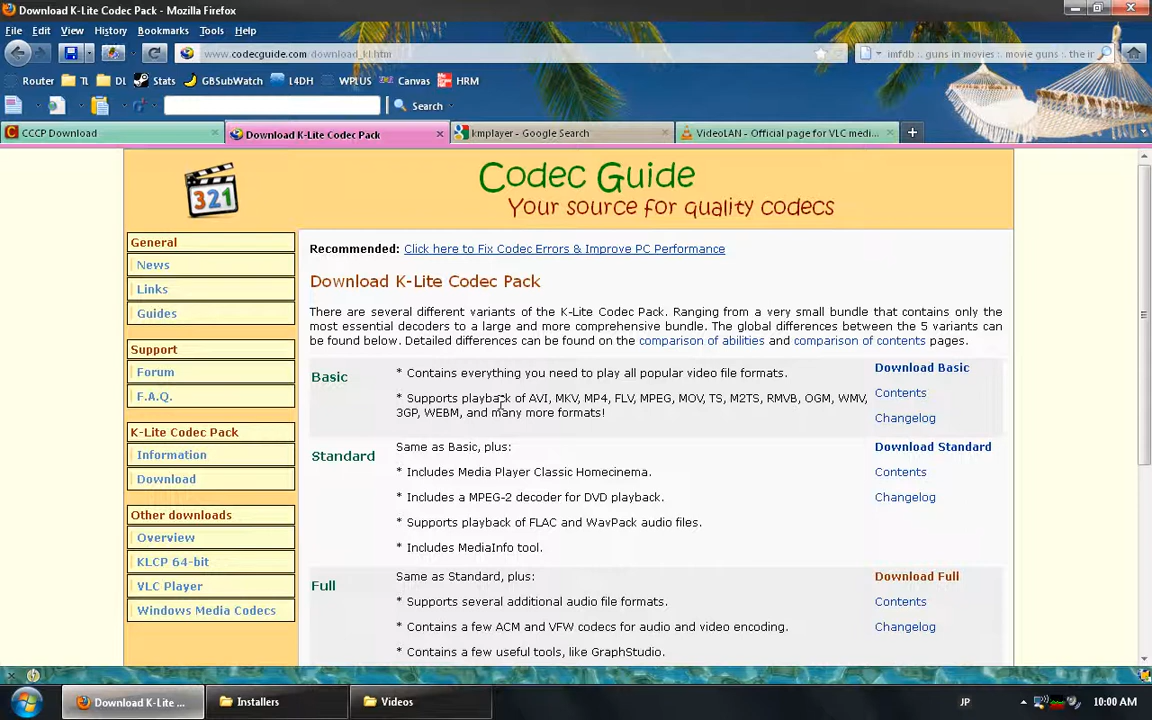 Download K-Lite Codec Pack - Mozilla Firefox
File Edit View History Bookmarks Tools Help
www.codecguide.com/download_kl.htm
imfdb :. guns in movies :. movie guns :. the ir
Router TL DL Stats GBSubWatch L4DH WPLUS Canvas HRM
Search
CCCP Download
Download K-Lite Codec Pack
kmplayer - Google Search
VideoLAN - Official page for VLC medi...
321
Codec Guide
Your source for quality codecs
General
News
Links
Guides
Support
Forum
F.A.Q.
K-Lite Codec Pack
Information
Download
Other downloads
Overview
KLCP 64-bit
VLC Player
Windows Media Codecs
Recommended: Click here to Fix Codec Errors & Improve PC Performance
Download K-Lite Codec Pack
There are several different variants of the K-Lite Codec Pack. Ranging from a very small bundle that contains only the
most essential decoders to a large and more comprehensive bundle. The global differences between the 5 variants can
be found below. Detailed differences can be found on the comparison of abilities and comparison of contents pages.
Basic
* Contains everything you need to play all popular video file formats.
* Supports playback of AVI, MKV, MP4, FLV, MPEG, MOV, TS, M2TS, RMVB, OGM, WMV,
3GP, WEBM, and many more formats!
Download Basic
Contents
Changelog
Standard
Same as Basic, plus:
* Includes Media Player Classic Homecinema.
* Includes a MPEG-2 decoder for DVD playback.
* Supports playback of FLAC and WavPack audio files.
* Includes MediaInfo tool.
Download Standard
Contents
Changelog
Full
Same as Standard, plus:
* Supports several additional audio file formats.
* Contains a few ACM and VFW codecs for audio and video encoding.
* Contains a few useful tools, like GraphStudio.
Download Full
Contents
Changelog
Download K-Lite ...
Installers
Videos
JP
10:00 AM